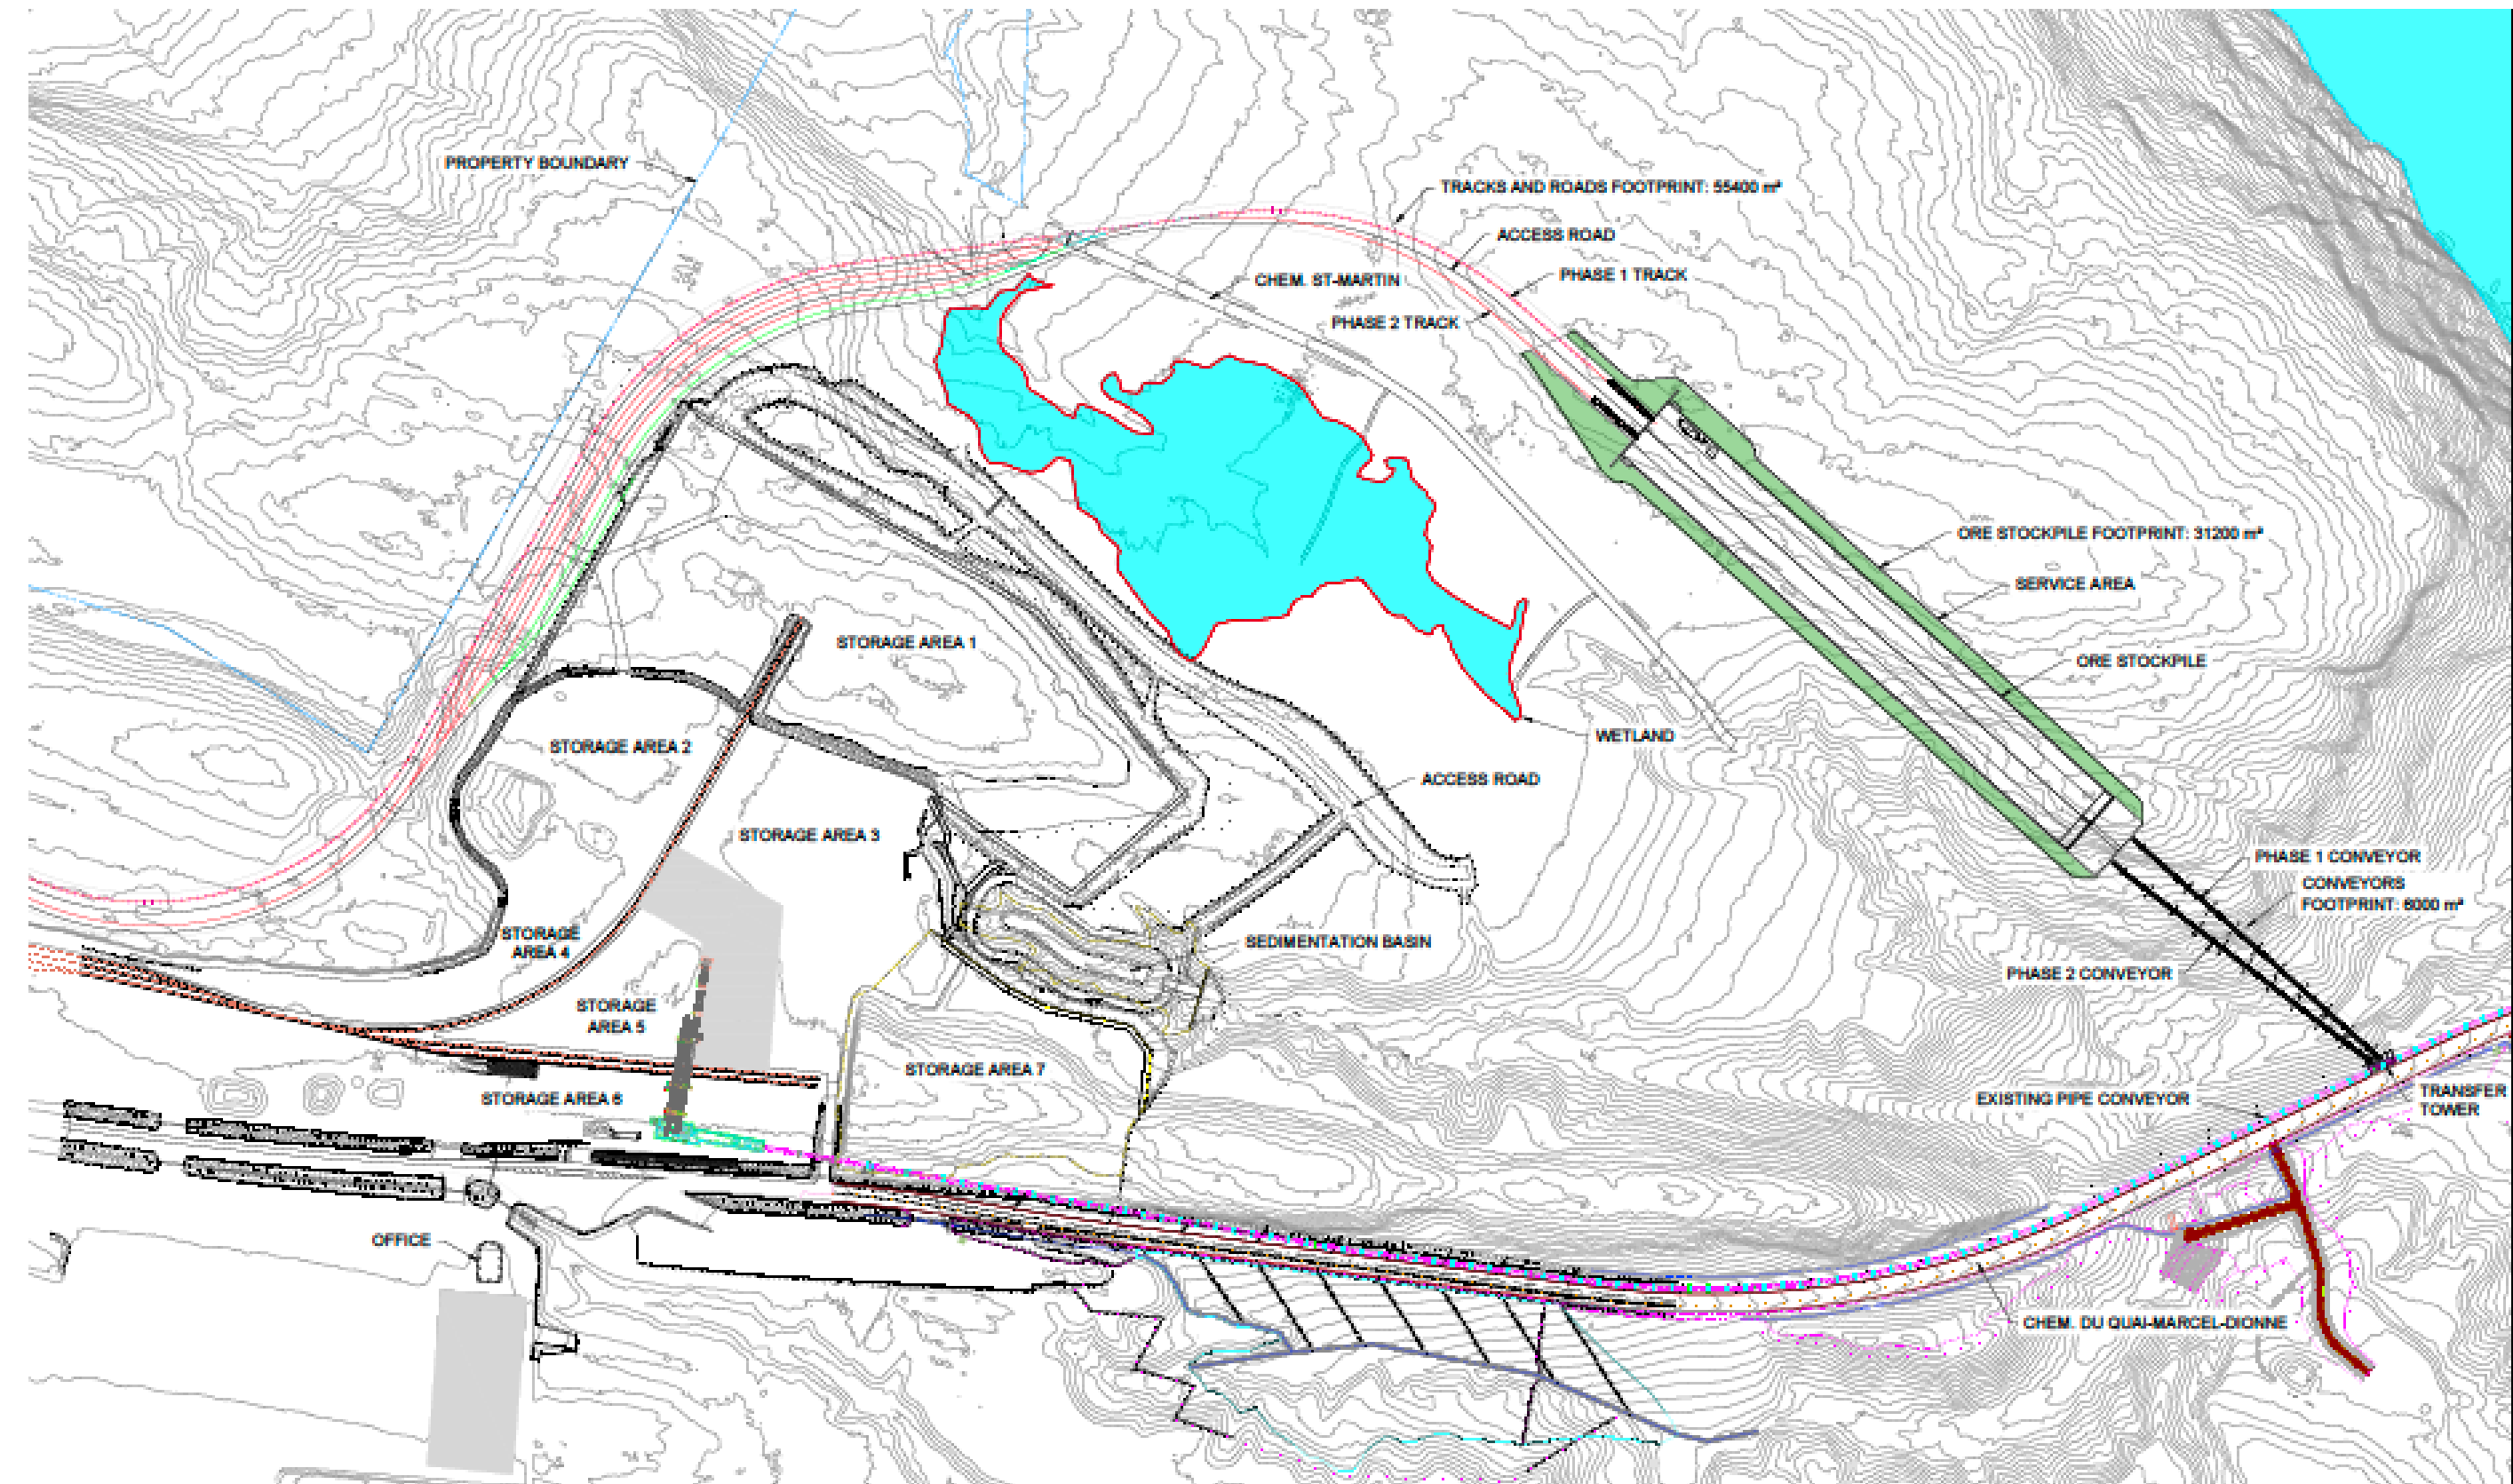 PROPERTY BOUNDARY
TRACKS AND ROADS FOOTPRINT: 55400 m²
ACCESS ROAD
PHASE 1 TRACK
CHEM. ST-MARTIN
PHASE 2 TRACK
ORE STOCKPILE FOOTPRINT: 31200 m²
SERVICE AREA
STORAGE AREA 1
ORE STOCKPILE
WETLAND
STORAGE AREA 2
ACCESS ROAD
STORAGE AREA 3
PHASE 1 CONVEYOR
CONVEYORS
FOOTPRINT: 6000 m²
STORAGE
AREA 4
SEDIMENTATION BASIN
PHASE 2 CONVEYOR
STORAGE
AREA 5
STORAGE AREA 7
STORAGE AREA 6
EXISTING PIPE CONVEYOR
TRANSFER
TOWER
OFFICE
CHEM. DU QUAI-MARCEL-DIONNE